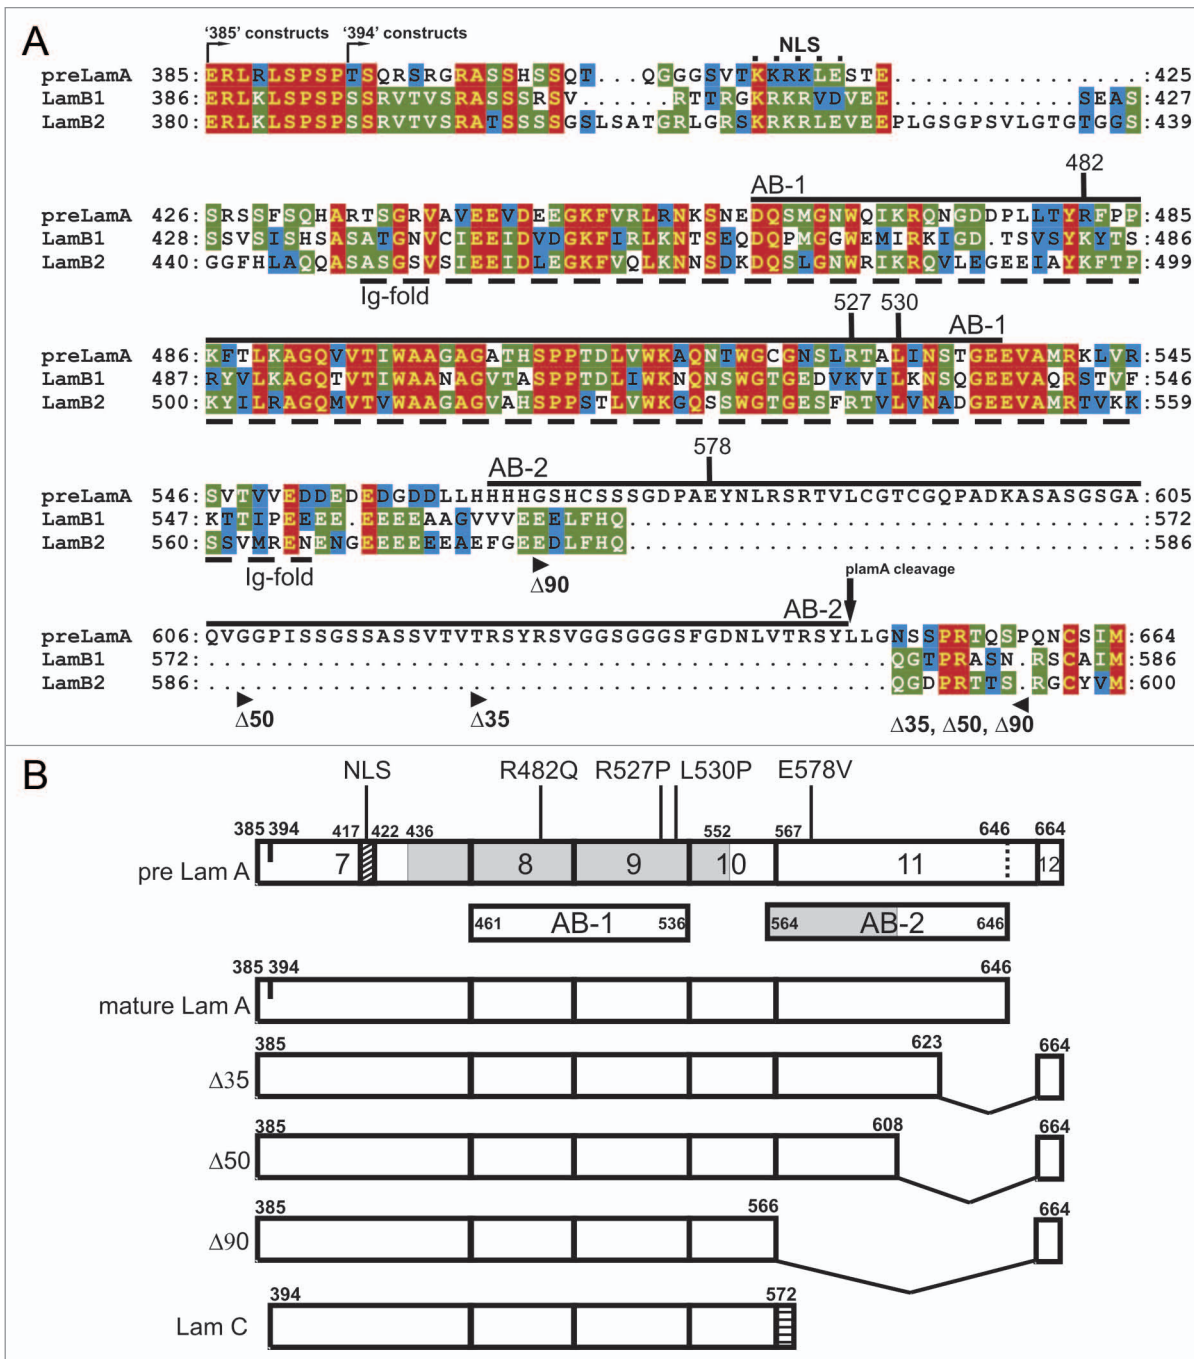 A
'385' constructs '394' constructs
NLS
preLamA 385: ERLRLSPSPTSQRSRGRASSHSSQT...QGGGSVTKKRKLESTE............:425
LamB1 386: ERLKLSPSPSSRVTVSRASSSRSV.....RTTRGKRKRVDVEE.........SEAS:427
LamB2 380: ERLKLSPSPSSRVTVSRATSSSSGSLSATGRLGRSKRKRLEVEEPLGSGPSVLGTGTGGS:439
482
AB-1
preLamA 426: SRSSFSQHARTSGRVAVEEVDEEGKFVRLRNKSNEDQSMGNWQIKRQNGDDPLLTYRFPP:485
LamB1 428: SSVSISHSASATGNVCIEEIDVDGKFIRLKNTSEQDQPMGGWEMIRKIGD.TSVSYKYTS:486
LamB2 440: GGFHLAQQASASGSVSIEEIDLEGKFVQLKNNSDKDQSLGNWRIKRQVLEGEEIAYKFTP:499
Ig-fold
527 530
AB-1
preLamA 486: KFTLKAGQVVTIWAAGAGATHSPPTDLVWKAQNTWGCGNSLRTALINSTGEEVAMRKLVR:545
LamB1 487: RYVLKAGQTVTIWAANAGVTASPPTDLIWKNQNSWGTGEDVKVILKNSQGEEVAQRSTVF:546
LamB2 500: KYILRAGQMVTVWAAGAGVAHSPPSTLVWKGQSSWGTGESFRTVLVNADGEEVAMRTVKK:559
578
AB-2
preLamA 546: SVTVVEDDEDEDGDDLLHHHHGSHCSSSGDPAEYNLRSRTVLCGTCGQPADKASASGSGA:605
LamB1 547: KTTIPEEEE.EEEEAAGVVVEEELFHQ.................................:572
LamB2 560: SSVMRENENGEEEEEEAEFGEEDLFHQ.................................:586
Ig-fold
Δ90
plamA cleavage
AB-2
preLamA 606: QVGGPISSGSSASSVTVTRSYRSVGGSGGGSFGDNLVTRSYLLGNSSPRTQSPQNCSIM:664
LamB1 572: ............................................QGTPRASN.RSCAIM:586
LamB2 586: ............................................QGDPRTTS.RGCYVM:600
Δ50 Δ35 Δ35, Δ50, Δ90
B
NLS R482Q R527P L530P E578V
385 394 417 422 436 552 567 646 664
pre Lam A 7 8 9 10 11 12
461 AB-1 536 564 AB-2 646
385 394 646
mature Lam A
385 623 664
Δ35
385 608 664
Δ50
385 566 664
Δ90
394 572
Lam C